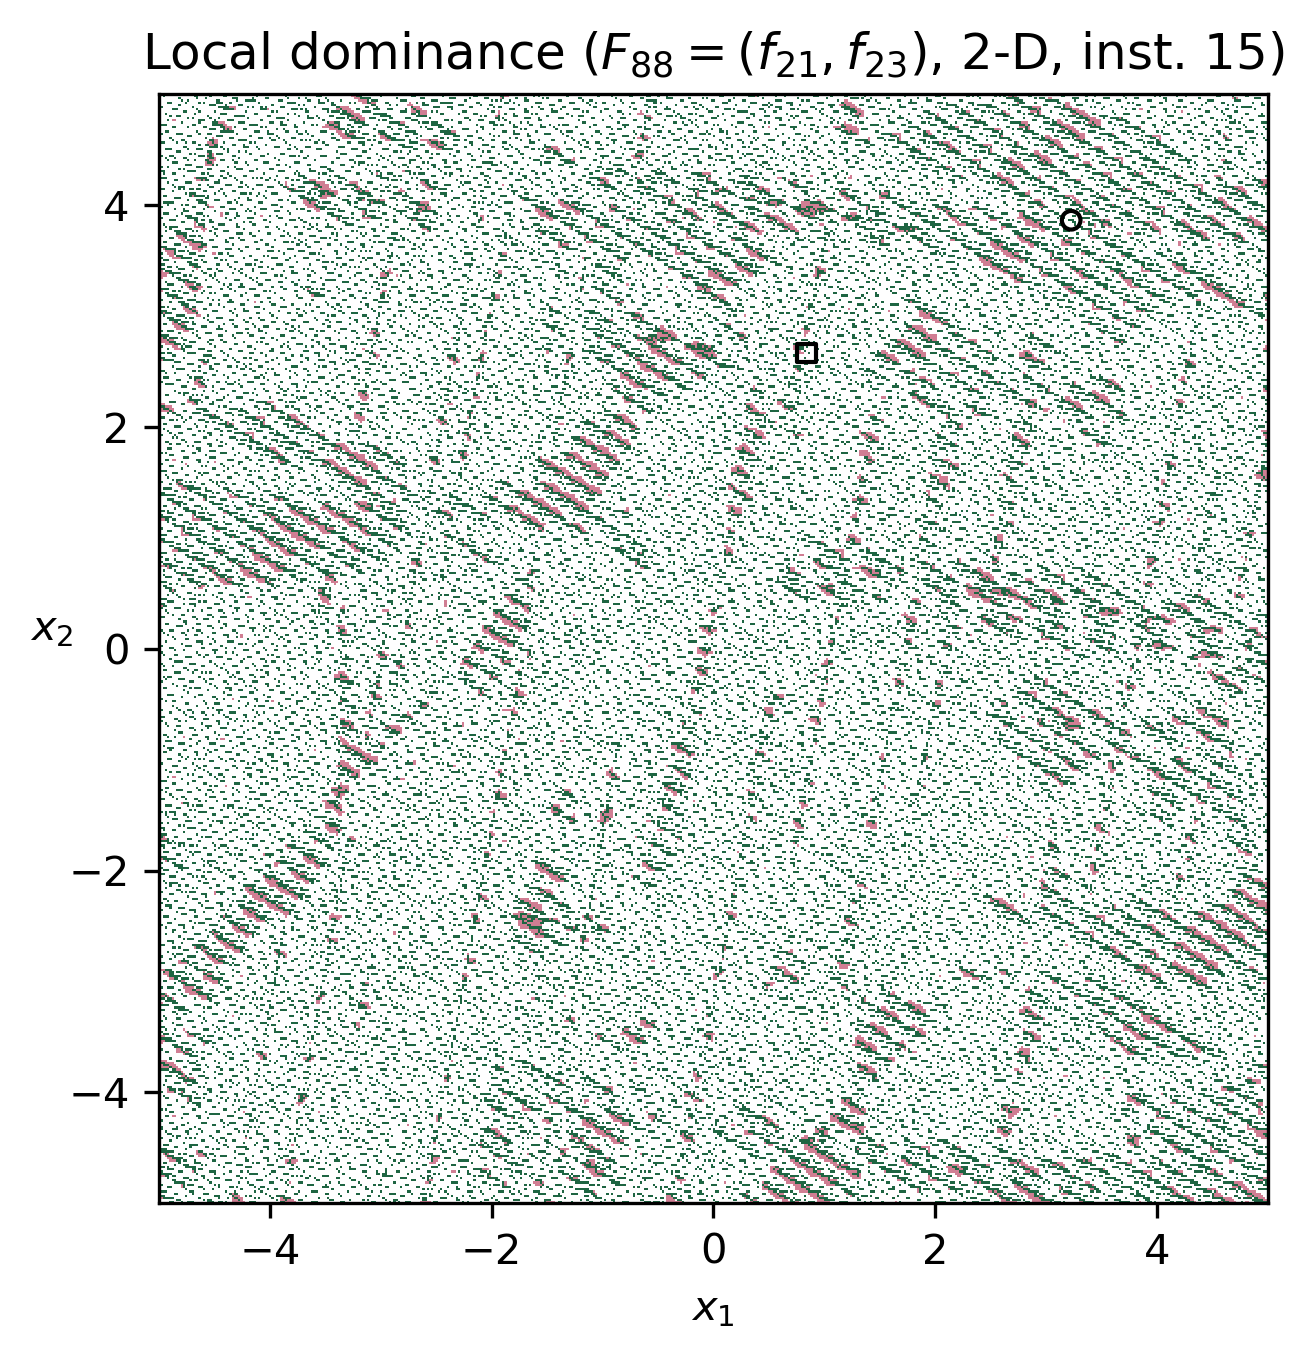 Local dominance (F₈₈ = (f₂₁, f₂₃), 2-D, inst. 15)
4
2
0
−2
−4
x₂
−4 −2 0 2 4
x₁